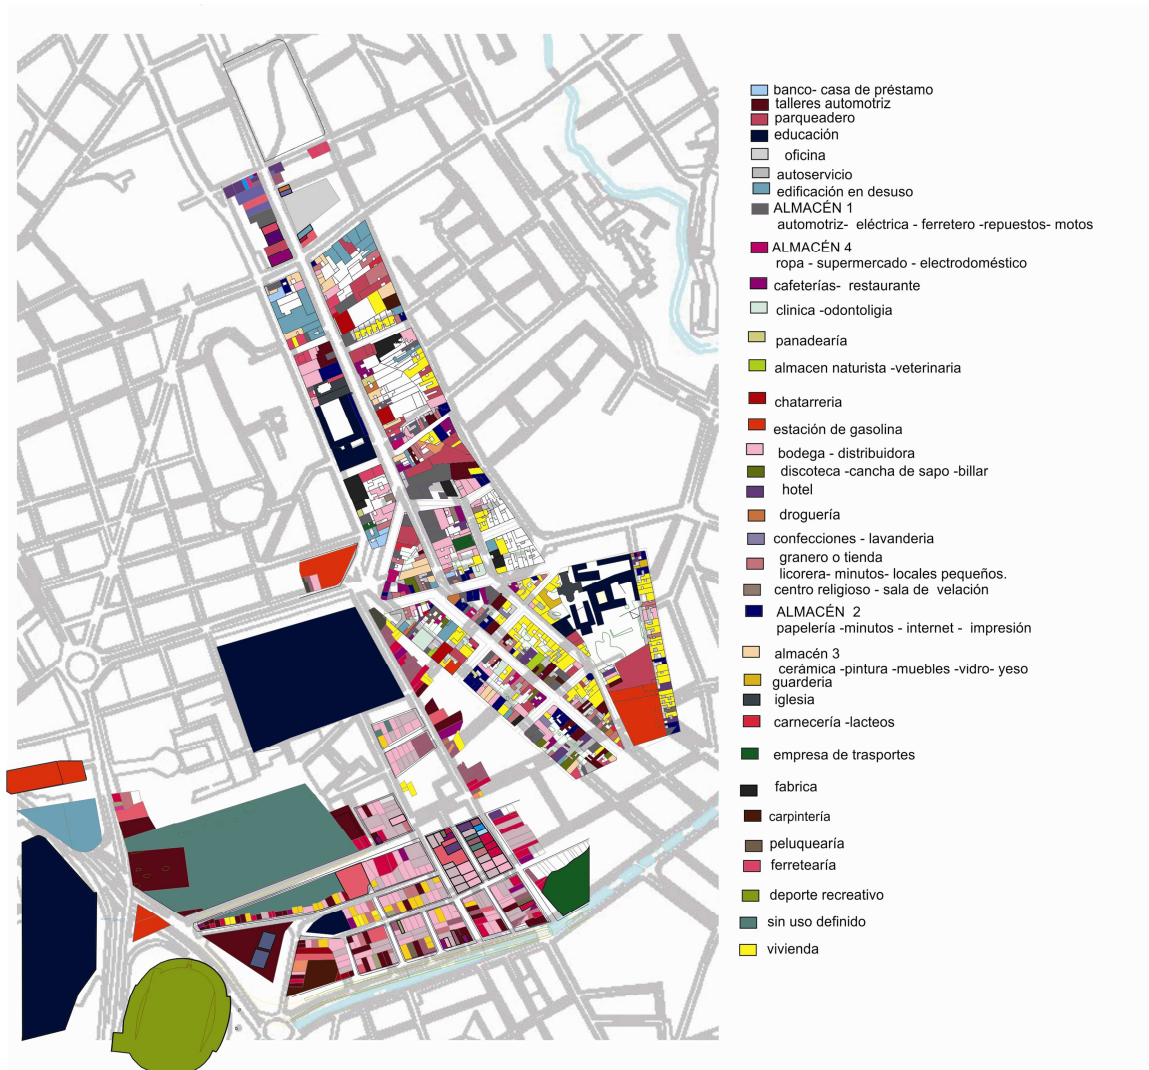 banco- casa de préstamo
talleres automotriz
parqueadero
educación
oficina
autoservicio
edificación en desuso
ALMACÉN 1
automotriz- eléctrica - ferretero -repuestos- motos
ALMACÉN 4
ropa - supermercado - electrodoméstico
cafeterías- restaurante
clinica -odontoligia
panadearía
almacen naturista -veterinaria
chatarreria
estación de gasolina
bodega - distribuidora
discoteca -cancha de sapo -billar
hotel
droguería
confecciones - lavanderia
granero o tienda
licorera- minutos- locales pequeños.
centro religioso - sala de velación
ALMACÉN 2
papelería -minutos - internet - impresión
almacén 3
cerámica -pintura -muebles -vidro- yeso
guarderia
iglesia
carnecería -lacteos
empresa de trasportes
fabrica
carpintería
peluquearía
ferretearía
deporte recreativo
sin uso definido
vivienda